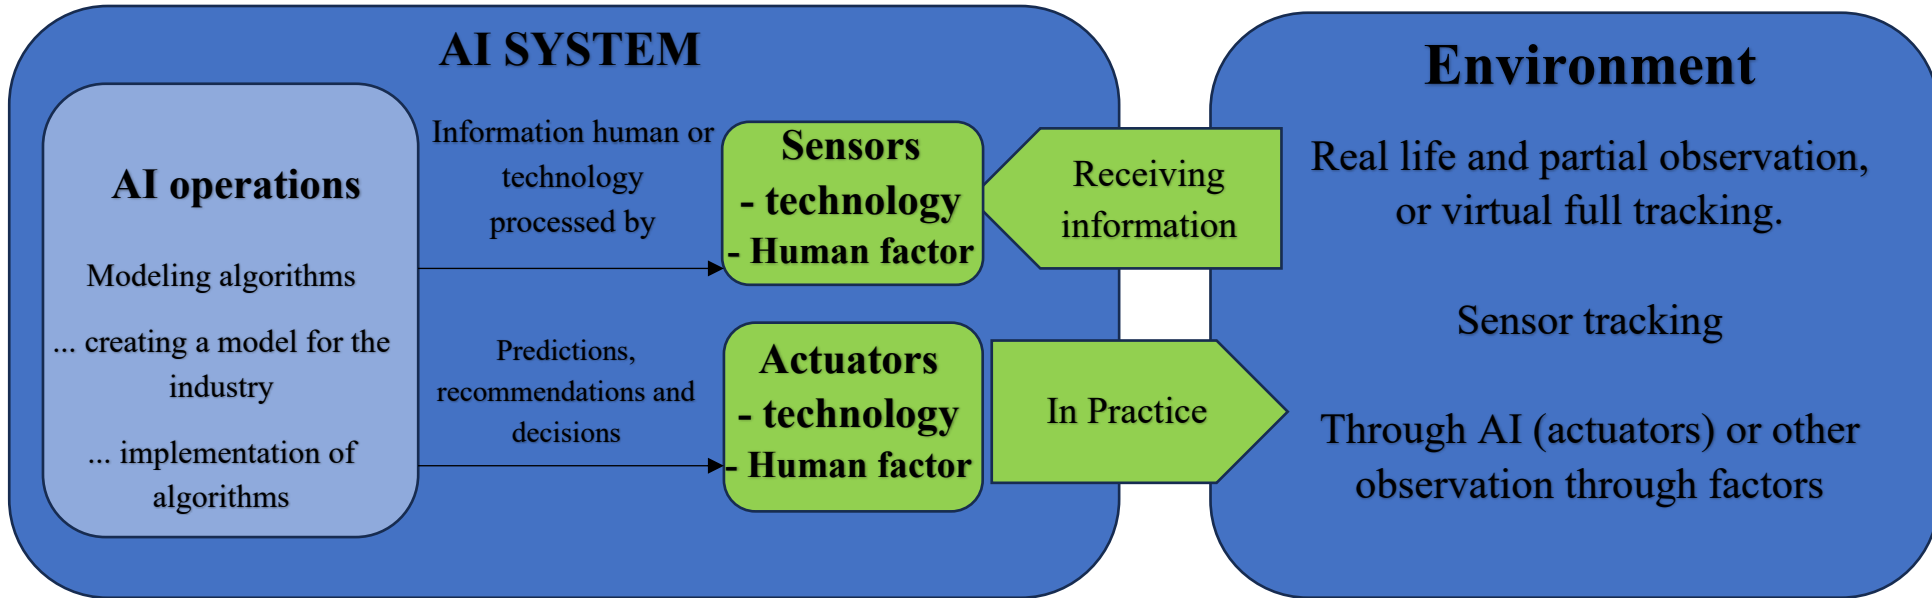 AI SYSTEM
AI operations
Modeling algorithms
... creating a model for the
industry
... implementation of
algorithms
Information human or
technology
processed by
Predictions,
recommendations and
decisions
Sensors
- technology
- Human factor
Actuators
- technology
- Human factor
Receiving
information
In Practice
Environment
Real life and partial observation,
or virtual full tracking.
Sensor tracking
Through AI (actuators) or other
observation through factors